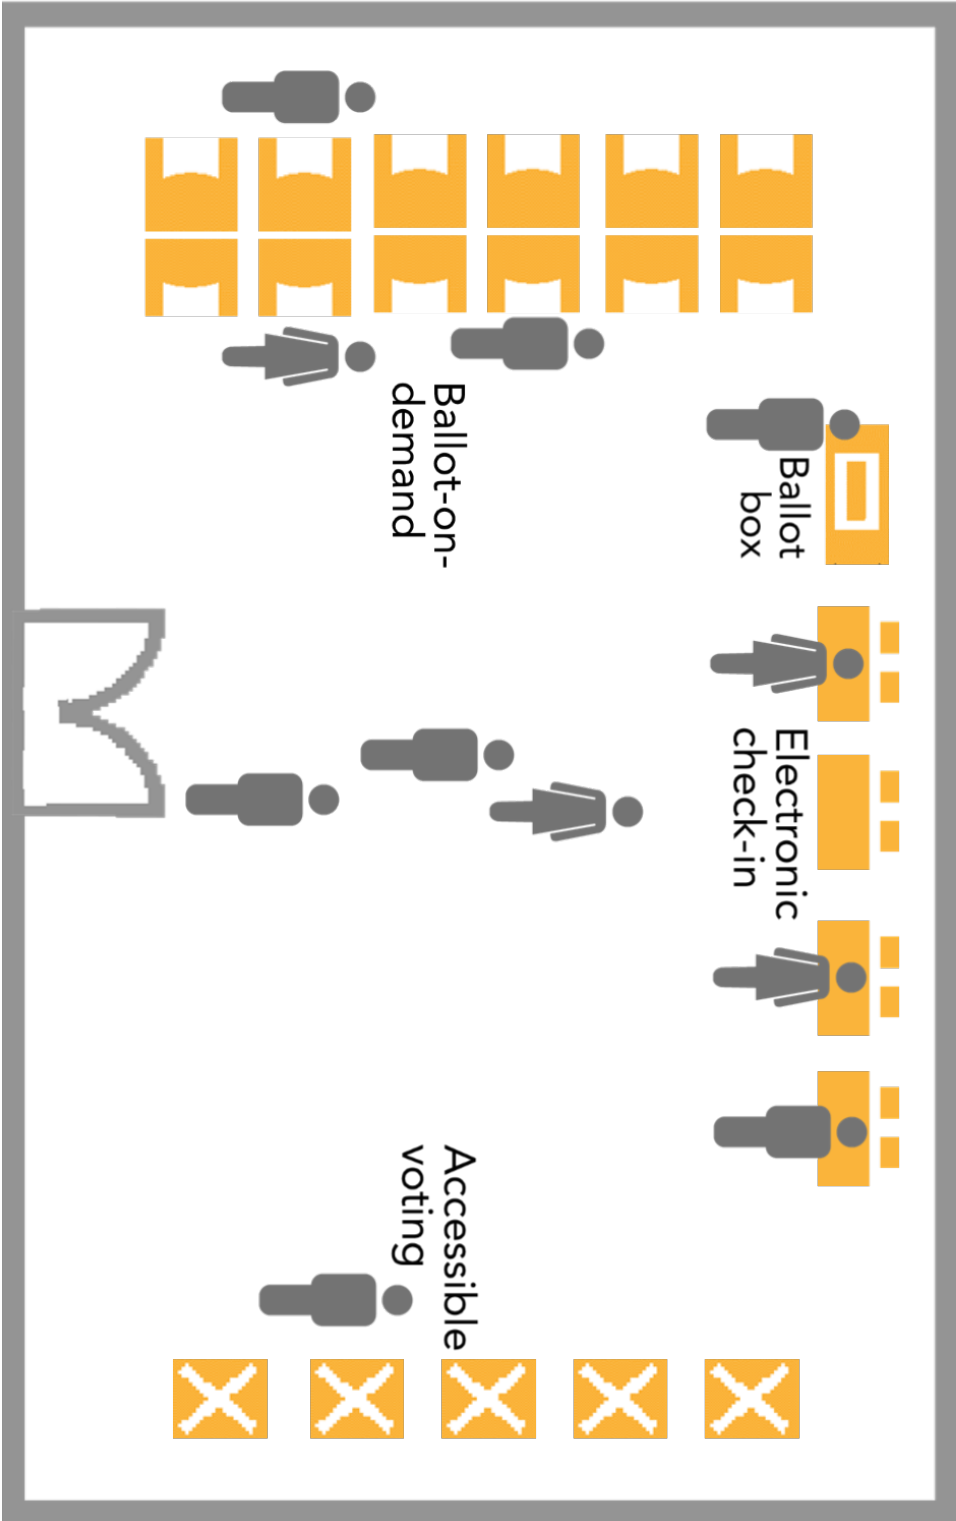 Ballot-on-
demand
Ballot
box
Electronic
check-in
Accessible
voting